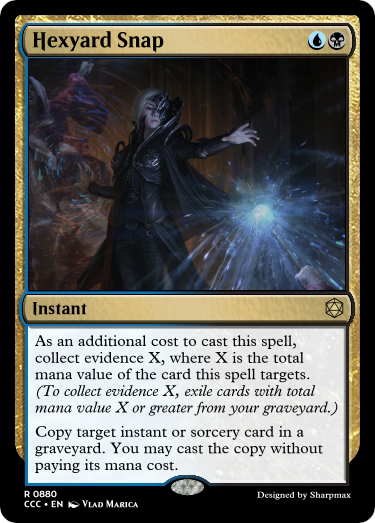 Hexyard Snap
Instant
As an additional cost to cast this spell,
collect evidence X, where X is the total
mana value of the card this spell targets.
(To collect evidence X, exile cards with total
mana value X or greater from your graveyard.)
Copy target instant or sorcery card in a
graveyard. You may cast the copy without
paying its mana cost.
R 0880
CCC • EN Vlad Marica
Designed by Sharpmax